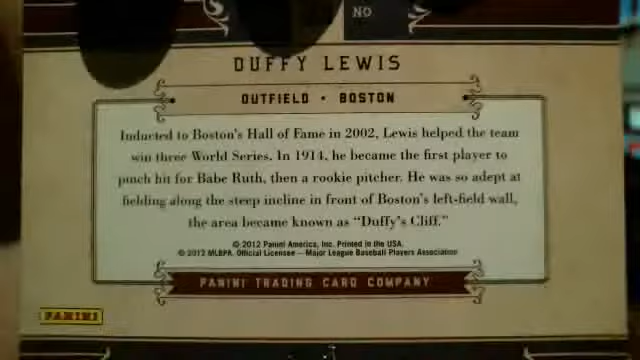 NO
DUFFY LEWIS
OUTFIELD • BOSTON
Inducted to Boston's Hall of Fame in 2002, Lewis helped the team
win three World Series. In 1914, he became the first player to
pinch hit for Babe Ruth, then a rookie pitcher. He was so adept at
fielding along the steep incline in front of Boston's left-field wall,
the area became known as “Duffy's Cliff.”
© 2012 Panini America, Inc. Printed in the USA.
© 2012 MLBPA. Official Licensee—Major League Baseball Players Association
PANINI TRADING CARD COMPANY
PANINI